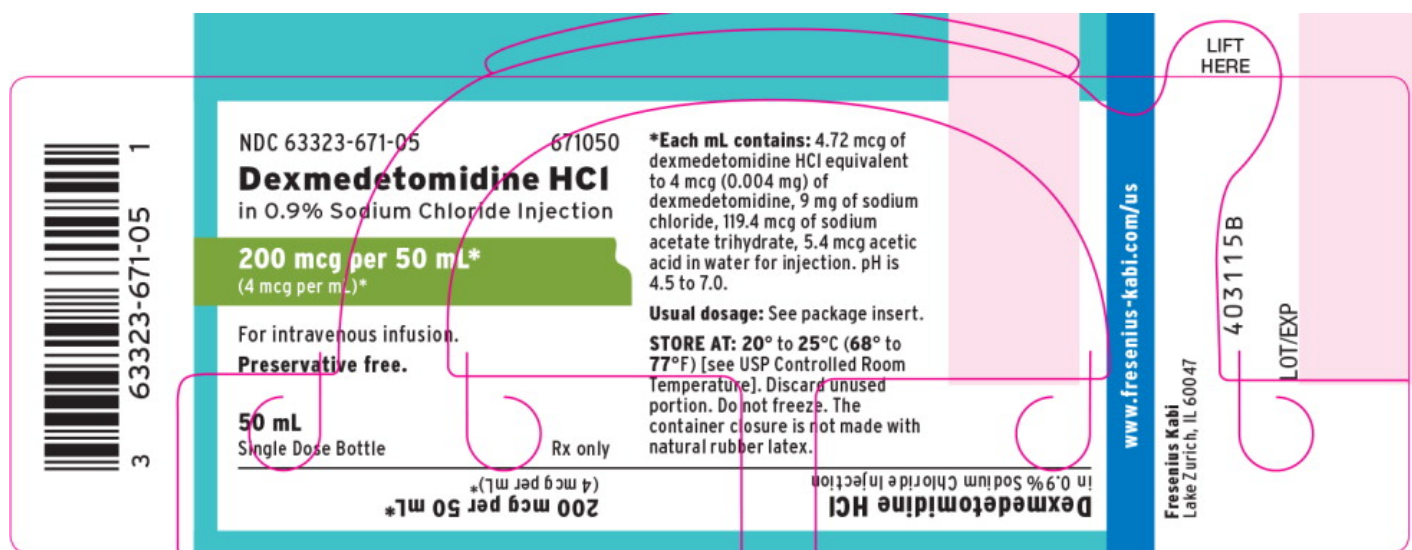 3 63323-671-05 1
NDC 63323-671-05 671050
Dexmedetomidine HCl
in 0.9% Sodium Chloride Injection
200 mcg per 50 mL*
(4 mcg per mL)*
For intravenous infusion.
Preservative free.
50 mL
Single Dose Bottle Rx only
*Each mL contains: 4.72 mcg of
dexmedetomidine HCl equivalent
to 4 mcg (0.004 mg) of
dexmedetomidine, 9 mg of sodium
chloride, 119.4 mcg of sodium
acetate trihydrate, 5.4 mcg acetic
acid in water for injection. pH is
4.5 to 7.0.
Usual dosage: See package insert.
STORE AT: 20° to 25°C (68° to
77°F) [see USP Controlled Room
Temperature]. Discard unused
portion. Do not freeze. The
container closure is not made with
natural rubber latex.
Dexmedetomidine HCl
in 0.9% Sodium Chloride Injection
200 mcg per 50 mL*
(4 mcg per mL)*
www.fresenius-kabi.com/us
Fresenius Kabi
Lake Zurich, IL 60047
LIFT
HERE
403115B
LOT/EXP